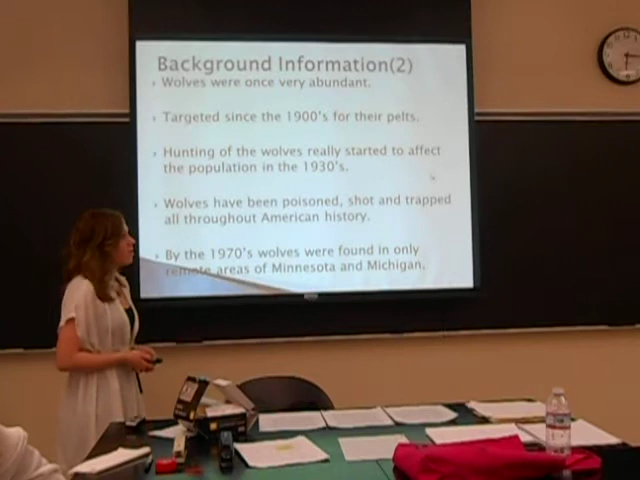 Background Information(2)
Wolves were once very abundant.
Targeted since the 1900's for their pelts.
Hunting of the wolves really started to affect
the population in the 1930's.
Wolves have been poisoned, shot and trapped
all throughout American history.
By the 1970's wolves were found in only
remote areas of Minnesota and Michigan.